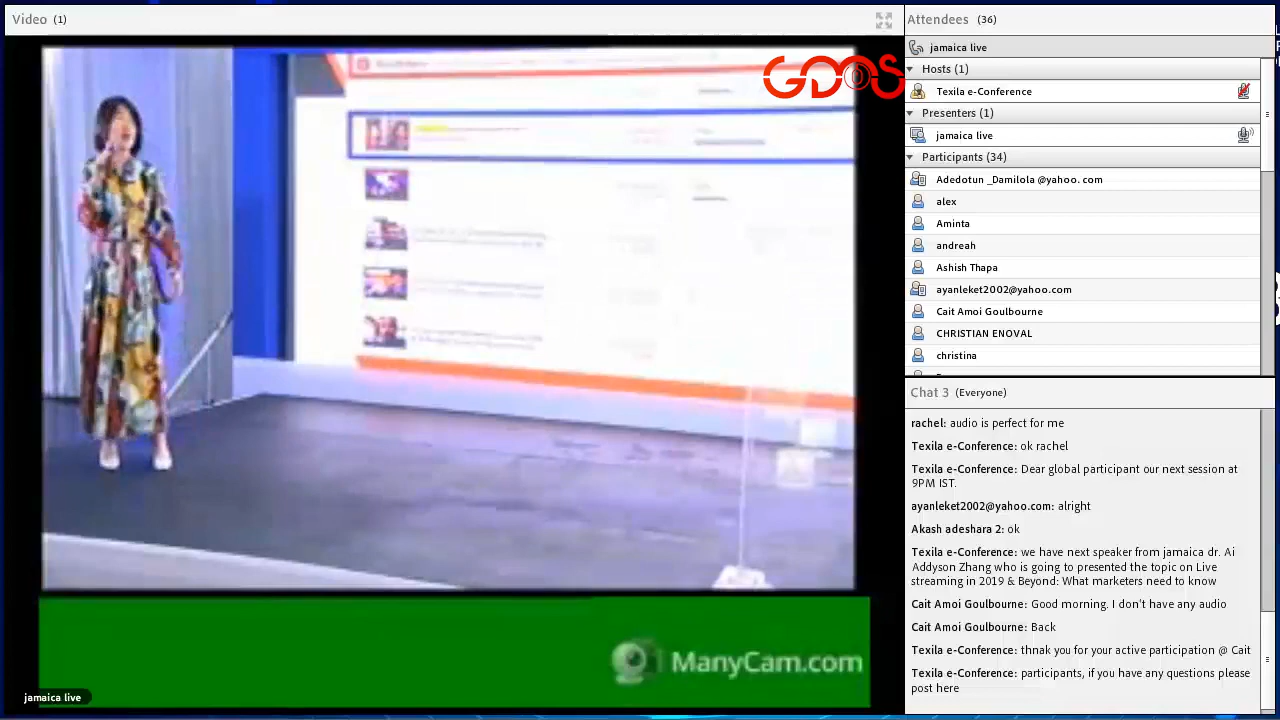 Video (1)
GDOS
ManyCam.com
jamaica live
Attendees (36)
jamaica live
Hosts (1)
Texila e-Conference
Presenters (1)
jamaica live
Participants (34)
Adedotun _Damilola @yahoo. com
alex
Aminta
andreah
Ashish Thapa
ayanleket2002@yahoo.com
Cait Amoi Goulbourne
CHRISTIAN ENOVAL
christina
Chat 3 (Everyone)
rachel: audio is perfect for me
Texila e-Conference: ok rachel
Texila e-Conference: Dear global participant our next session at
9PM IST.
ayanleket2002@yahoo.com: alright
Akash adeshara 2: ok
Texila e-Conference: we have next speaker from jamaica dr. Ai
Addyson Zhang who is going to presented the topic on Live
streaming in 2019 & Beyond: What marketers need to know
Cait Amoi Goulbourne: Good morning. I don't have any audio
Cait Amoi Goulbourne: Back
Texila e-Conference: thnak you for your active participation @ Cait
Texila e-Conference: participants, if you have any questions please
post here